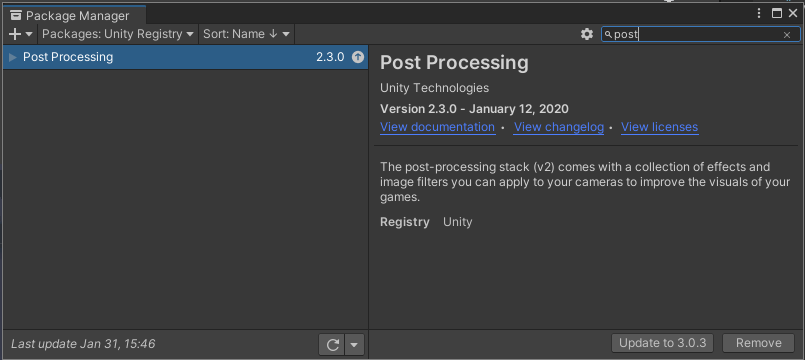 Package Manager
Packages: Unity Registry
Sort: Name ↓
post
Post Processing
2.3.0
Post Processing
Unity Technologies
Version 2.3.0 - January 12, 2020
View documentation • View changelog • View licenses
The post-processing stack (v2) comes with a collection of effects and
image filters you can apply to your cameras to improve the visuals of your
games.
Registry Unity
Last update Jan 31, 15:46
Update to 3.0.3
Remove